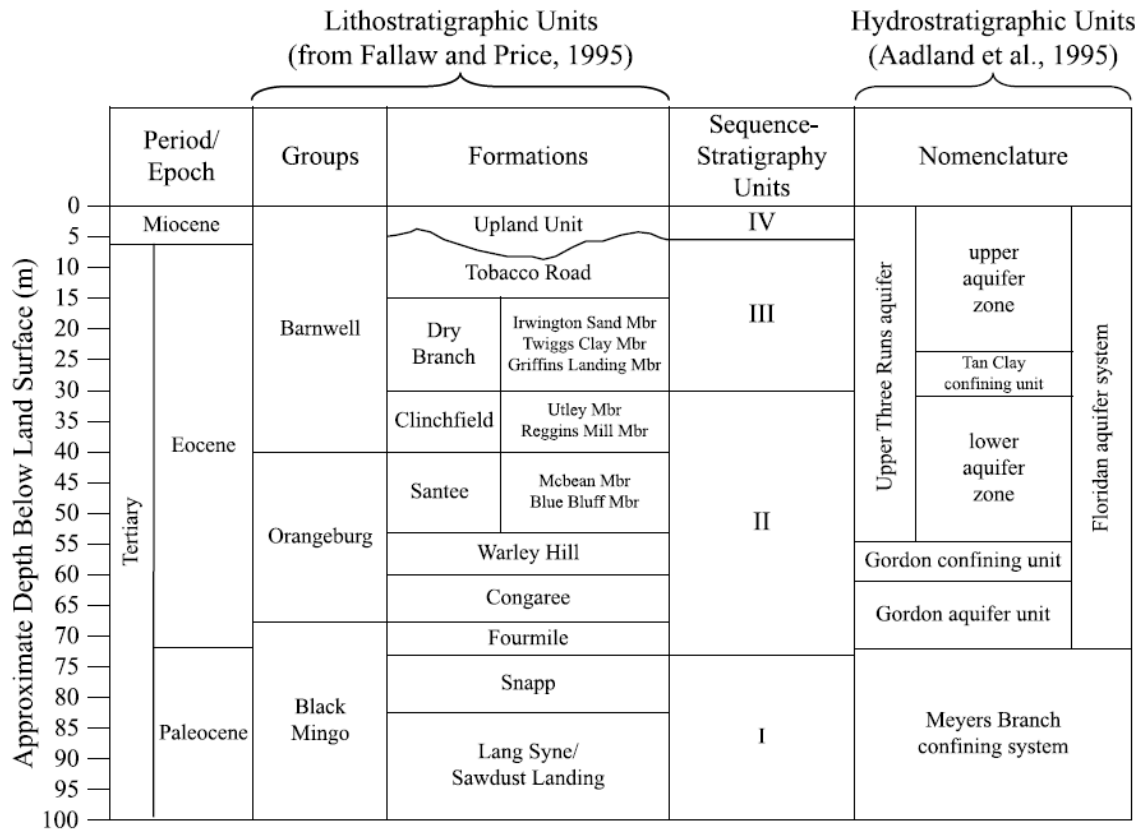 Lithostratigraphic Units
(from Fallaw and Price, 1995)
Hydrostratigraphic Units
(Aadland et al., 1995)
Period/
Epoch
Groups
Formations
Sequence-
Stratigraphy
Units
Nomenclature
Approximate Depth Below Land Surface (m)
0
5
10
15
20
25
30
35
40
45
50
55
60
65
70
75
80
85
90
95
100
Miocene
Tertiary
Eocene
Paleocene
Barnwell
Orangeburg
Black
Mingo
Upland Unit
Tobacco Road
Dry
Branch
Irwington Sand Mbr
Twiggs Clay Mbr
Griffins Landing Mbr
Clinchfield
Utley Mbr
Reggins Mill Mbr
Santee
Mcbean Mbr
Blue Bluff Mbr
Warley Hill
Congaree
Fourmile
Snapp
Lang Syne/
Sawdust Landing
IV
III
II
I
Upper Three Runs aquifer
upper
aquifer
zone
Tan Clay
confining unit
lower
aquifer
zone
Gordon confining unit
Gordon aquifer unit
Floridan aquifer system
Meyers Branch
confining system